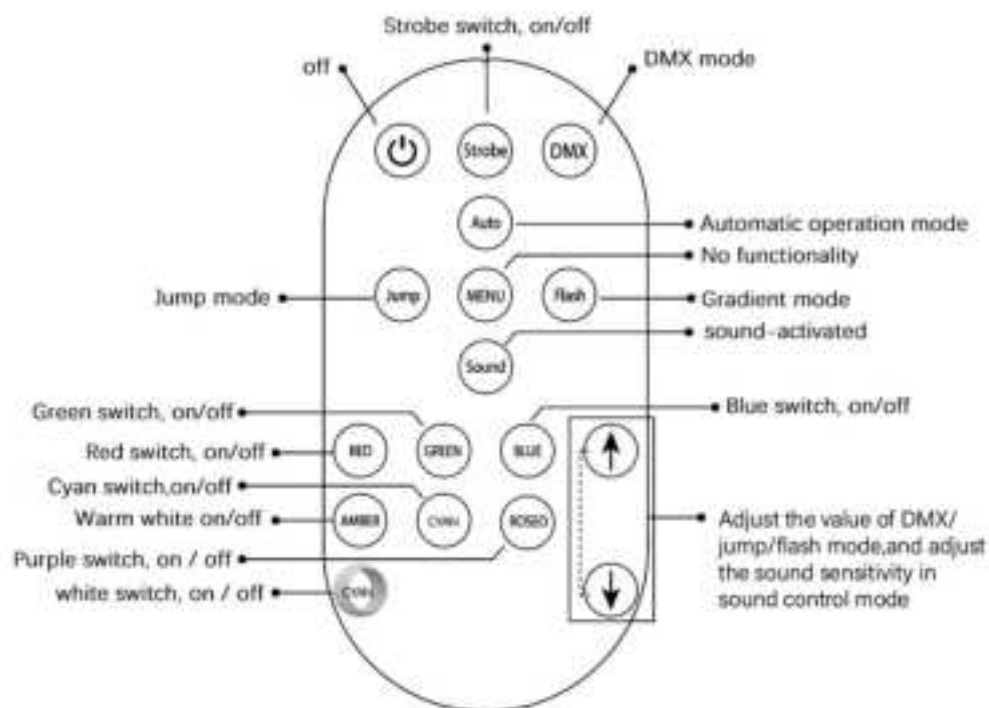 Strobe switch, on/off
off
DMX mode
Strobe
DMX
Auto
Automatic operation mode
No functionality
Jump mode
Jump
MENU
Flash
Gradient mode
sound-activated
Sound
Green switch, on/off
Blue switch, on/off
Red switch, on/off
RED
GREEN
BLUE
Cyan switch,on/off
Warm white on/off
AMBER
CYAN
ROSEO
Adjust the value of DMX/
jump/flash mode,and adjust
the sound sensitivity in
sound control mode
Purple switch, on / off
white switch, on / off
CYAN